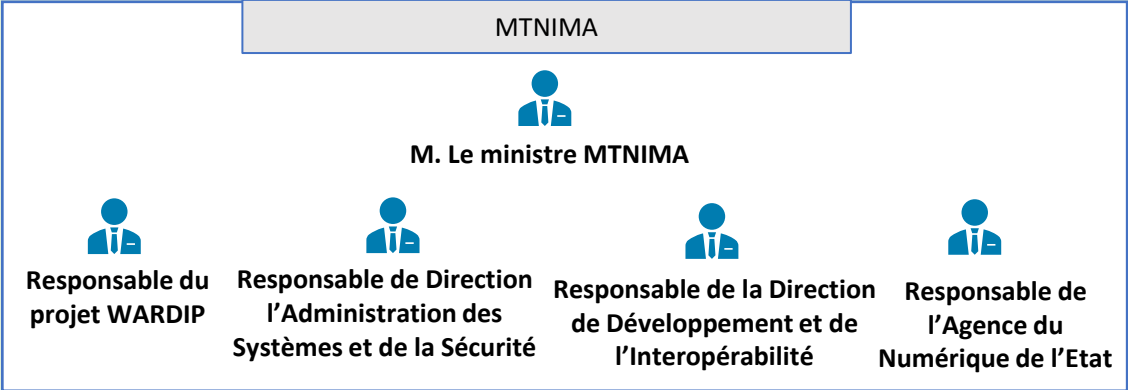 MTNIMA
M. Le ministre MTNIMA
Responsable du
projet WARDIP
Responsable de Direction
l’Administration des
Systèmes et de la Sécurité
Responsable de la Direction
de Développement et de
l’Interopérabilité
Responsable de
l’Agence du
Numérique de l’Etat